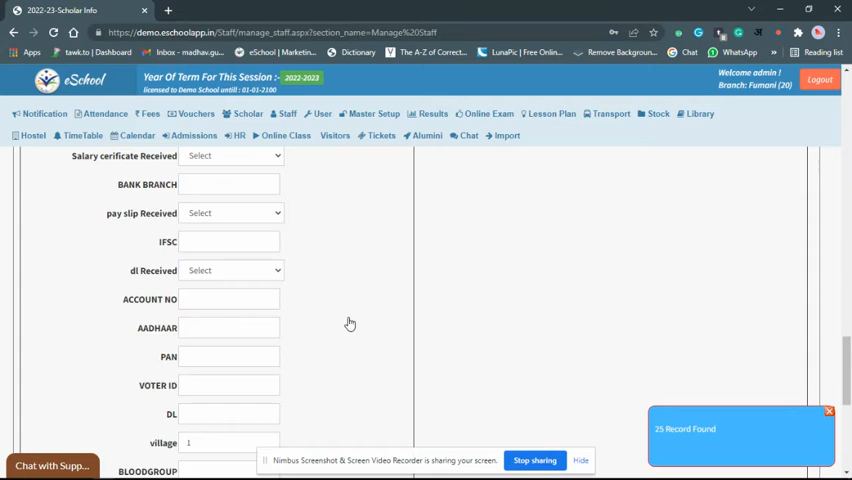 2022-23-Scholar Info
https://demo.eschoolapp.in/Staff/manage_staff.aspx?section_name=Manage%20Staff
Apps tawk.to | Dashboard Inbox - madhav.gu... eSchool | Marketin... Dictionary The A-Z of Correct... LunaPic | Free Onlin... Remove Backgroun... Chat WhatsApp Reading list
eSchool
Year Of Term For This Session :- 2022-2023
licensed to Demo School untill : 01-01-2100
Welcome admin !
Branch: Fumani (20)
Logout
Notification Attendance Fees Vouchers Scholar Staff User Master Setup Results Online Exam Lesson Plan Transport Stock Library
Hostel TimeTable Calendar Admissions HR Online Class Visitors Tickets Alumini Chat Import
Salary cerificate Received Select
BANK BRANCH
pay slip Received Select
IFSC
dl Received Select
ACCOUNT NO
AADHAAR
PAN
VOTER ID
DL
village 1
BLOODGROUP
25 Record Found
Nimbus Screenshot & Screen Video Recorder is sharing your screen. Stop sharing Hide
Chat with Supp...